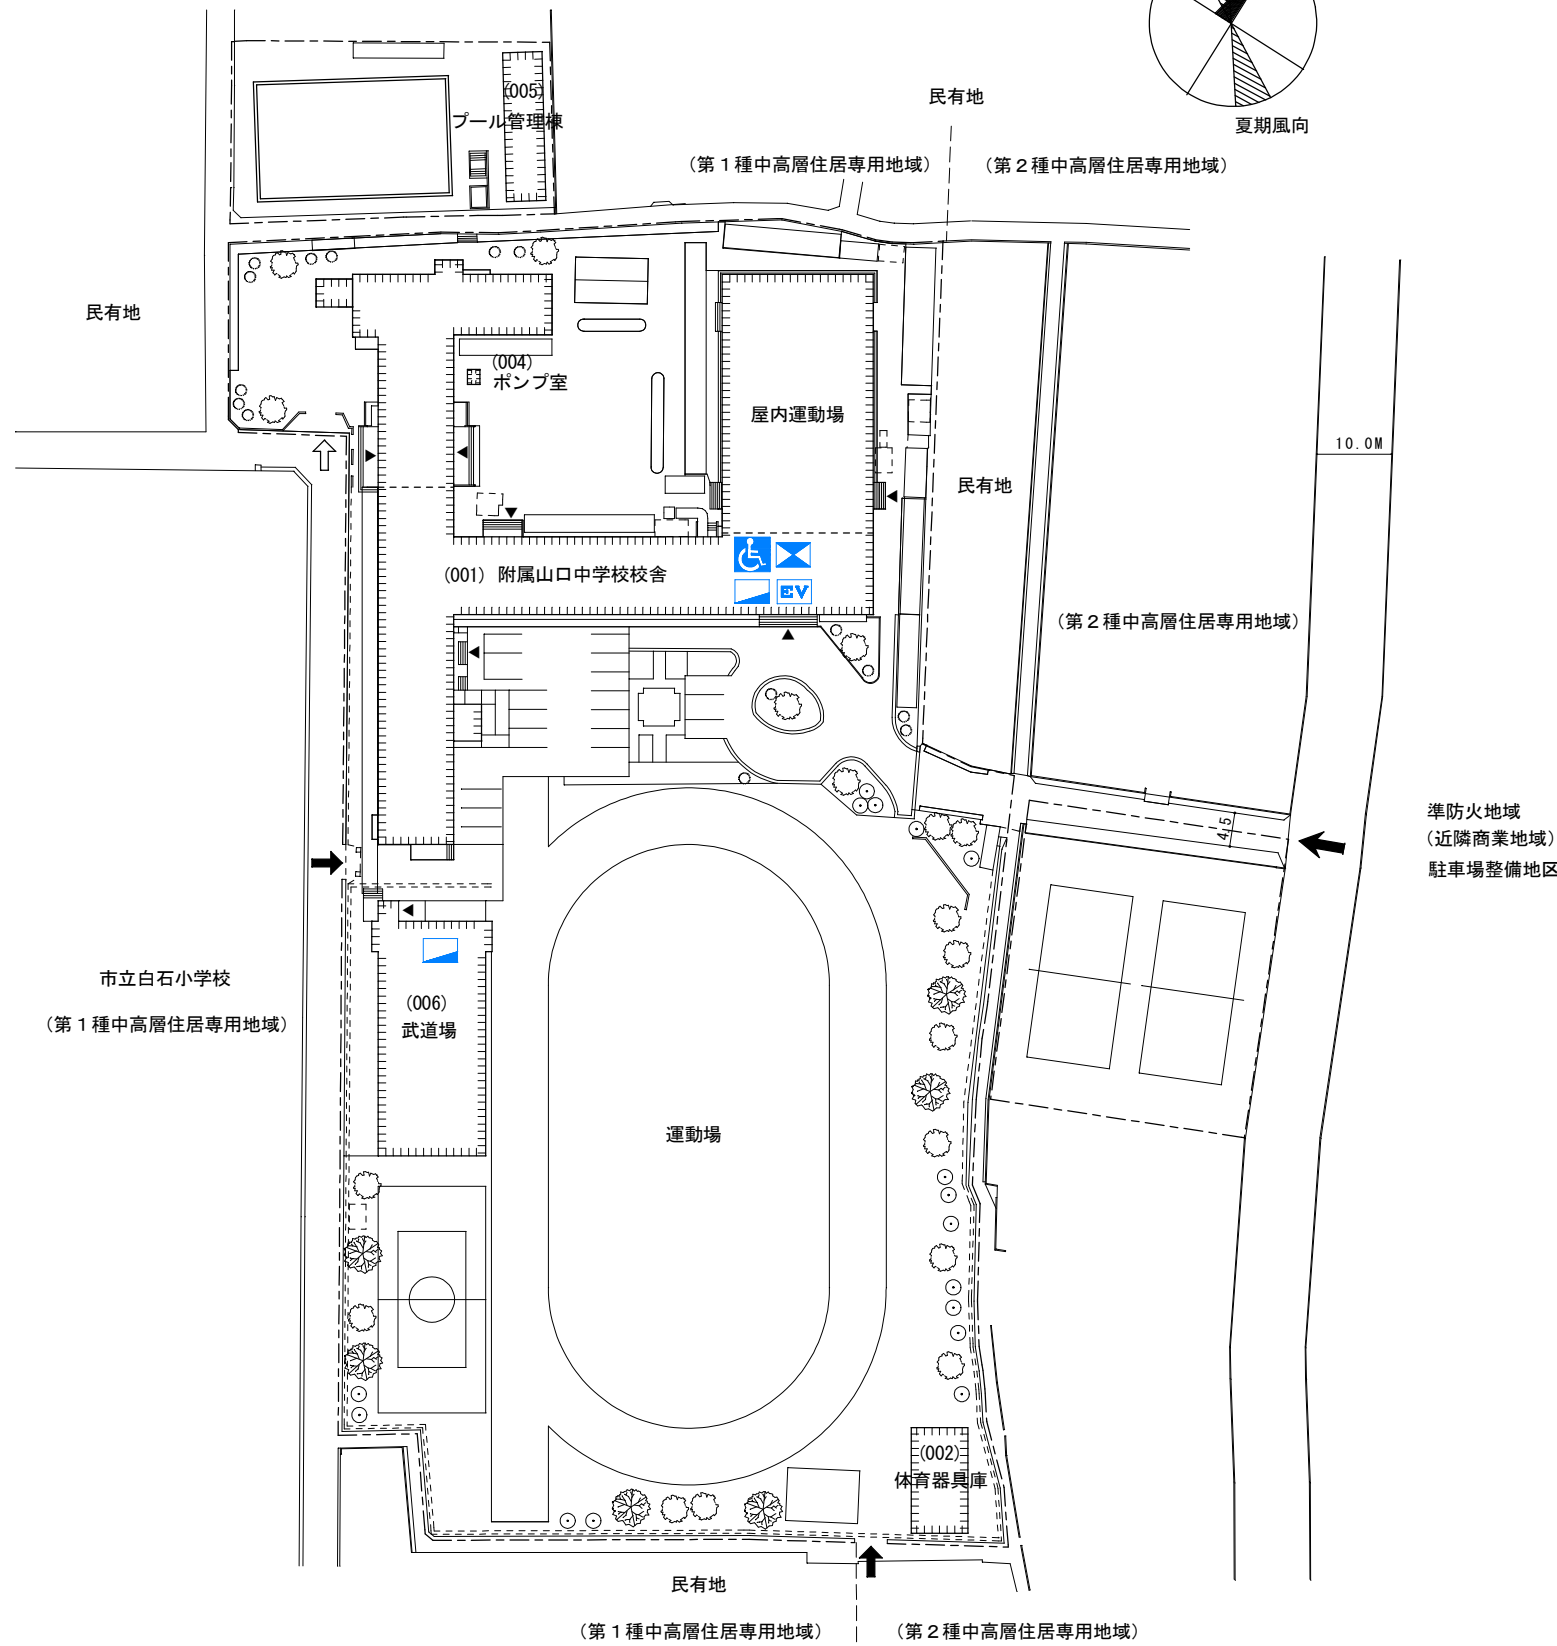 (005)
プール管理棟
民有地
夏期風向
(第1種中高層住居専用地域)
(第2種中高層住居専用地域)
民有地
(004)
ポンプ室
屋内運動場
10.0M
民有地
(001) 附属山口中学校校舎
EV
(第2種中高層住居専用地域)
準防火地域
(近隣商業地域)
駐車場整備地区
4.5
市立白石小学校
(第1種中高層住居専用地域)
(006)
武道場
運動場
(002)
体育器具庫
民有地
(第1種中高層住居専用地域)
(第2種中高層住居専用地域)